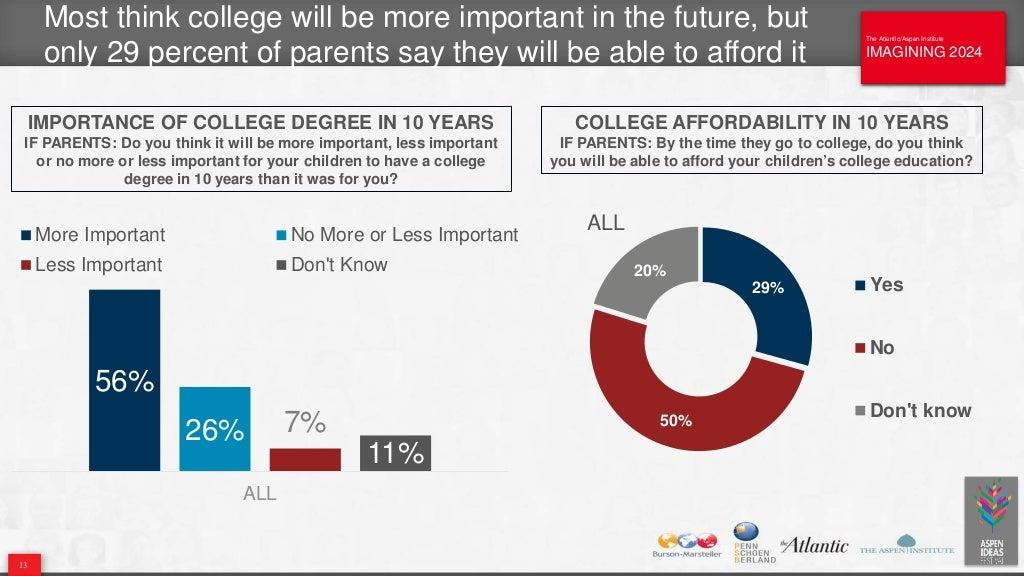 Most think college will be more important in the future, but
only 29 percent of parents say they will be able to afford it
The Atlantic/Aspen Institute
IMAGINING 2024
IMPORTANCE OF COLLEGE DEGREE IN 10 YEARS
IF PARENTS: Do you think it will be more important, less important
or no more or less important for your children to have a college
degree in 10 years than it was for you?
More Important
No More or Less Important
Less Important
Don't Know
56%
26%
7%
11%
ALL
COLLEGE AFFORDABILITY IN 10 YEARS
IF PARENTS: By the time they go to college, do you think
you will be able to afford your children’s college education?
ALL
20%
29%
50%
Yes
No
Don't know
Burson-Marsteller
PENN
SCHOEN
BERLAND
the Atlantic
THE ASPEN INSTITUTE
ASPEN
IDEAS
FESTIVAL
13